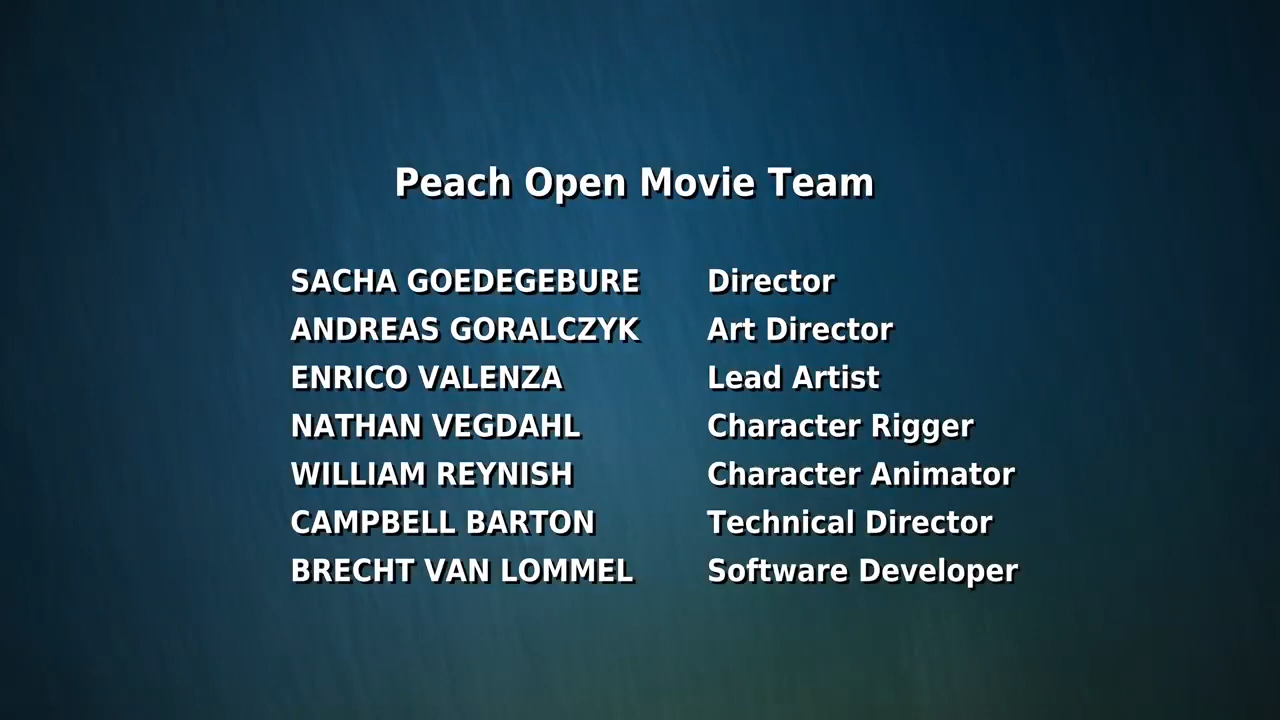 Peach Open Movie Team
SACHA GOEDEGEBURE Director
ANDREAS GORALCZYK Art Director
ENRICO VALENZA Lead Artist
NATHAN VEGDAHL Character Rigger
WILLIAM REYNISH Character Animator
CAMPBELL BARTON Technical Director
BRECHT VAN LOMMEL Software Developer